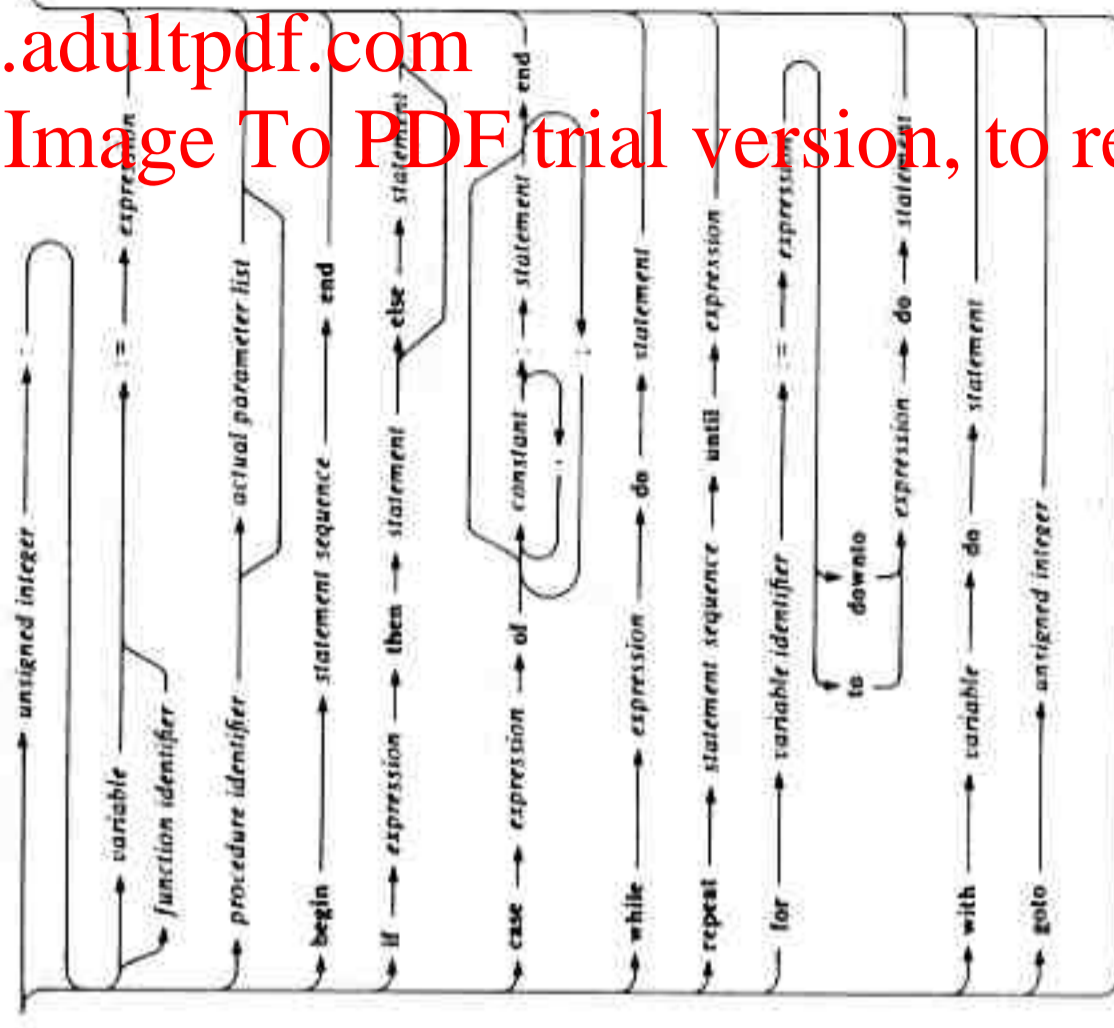 .adultpdf.com
Image To PDF trial version, to re
unsigned integer :
variable := expression
function identifier
procedure identifier actual parameter list
begin statement sequence end
if expression then statement else statement
case expression of constant : statement end
,
;
while expression do statement
repeat statement sequence until expression
for variable identifier := expression
to downto expression do statement
with variable do statement
goto unsigned integer